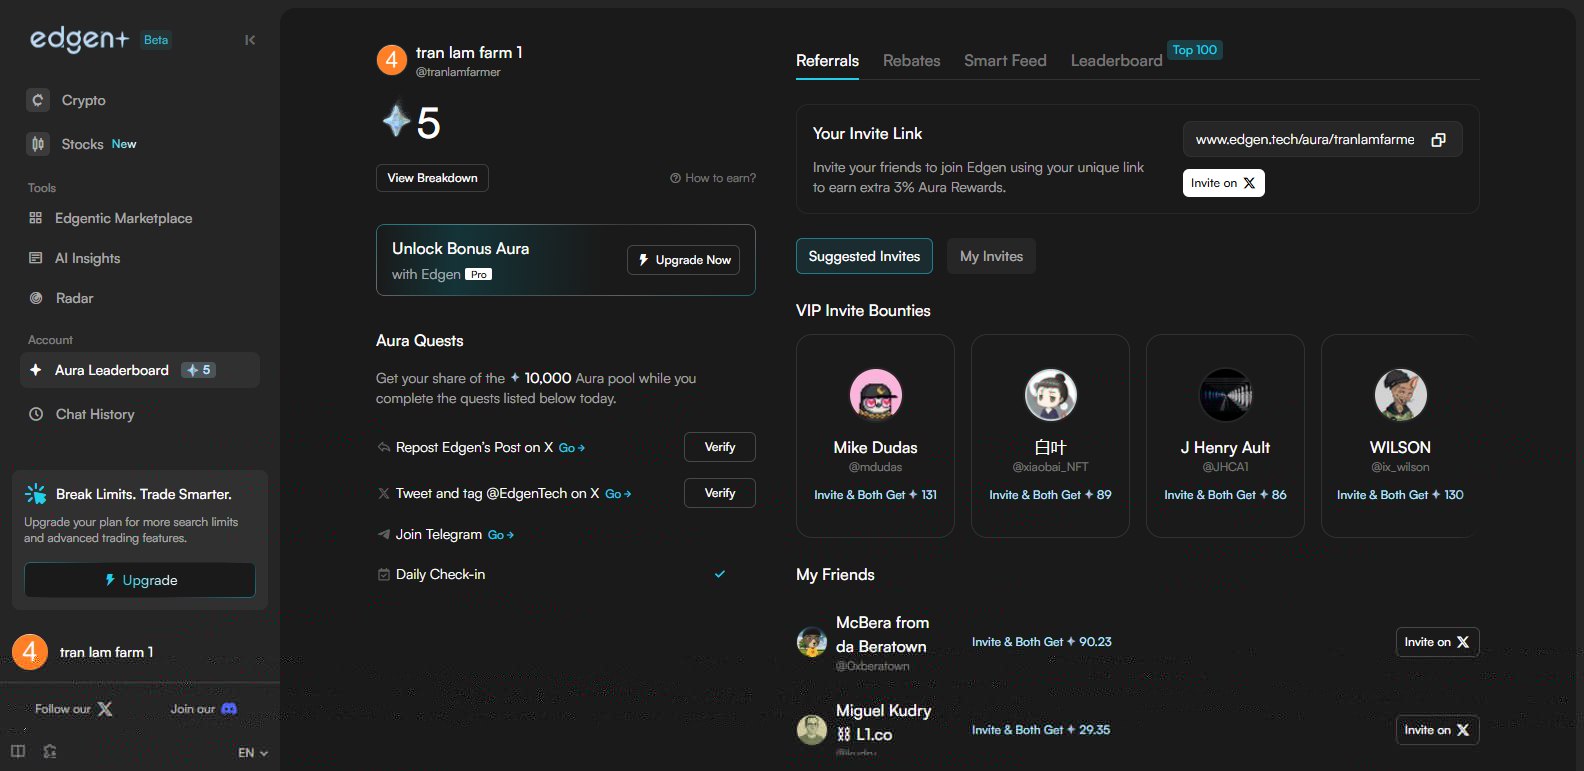 edgen+
Beta
Crypto
Stocks New
Tools
Edgentic Marketplace
AI Insights
Radar
Account
Aura Leaderboard 5
Chat History
Break Limits. Trade Smarter.
Upgrade your plan for more search limits
and advanced trading features.
Upgrade
4 tran lam farm 1
Follow our X
Join our
EN
4
tran lam farm 1
@tranlamfarmer
5
View Breakdown
How to earn?
Unlock Bonus Aura
with Edgen Pro
Upgrade Now
Aura Quests
Get your share of the 10,000 Aura pool while you
complete the quests listed below today.
Repost Edgen's Post on X Go → Verify
Tweet and tag @EdgenTech on X Go → Verify
Join Telegram Go →
Daily Check-in
Referrals Rebates Smart Feed Leaderboard Top 100
Your Invite Link
Invite your friends to join Edgen using your unique link
to earn extra 3% Aura Rewards.
www.edgen.tech/aura/tranlamfarme
Invite on X
Suggested Invites My Invites
VIP Invite Bounties
Mike Dudas
@mdudas
Invite & Both Get 131
白叶
@xiaobai_NFT
Invite & Both Get 89
J Henry Ault
@JHCA1
Invite & Both Get 86
WILSON
@ix_wilson
Invite & Both Get 130
My Friends
McBera from
da Beratown
@0xberatown
Invite & Both Get 90.23
Invite on X
Miguel Kudry
⛓ L1.co
Invite & Both Get 29.35
Invite on X